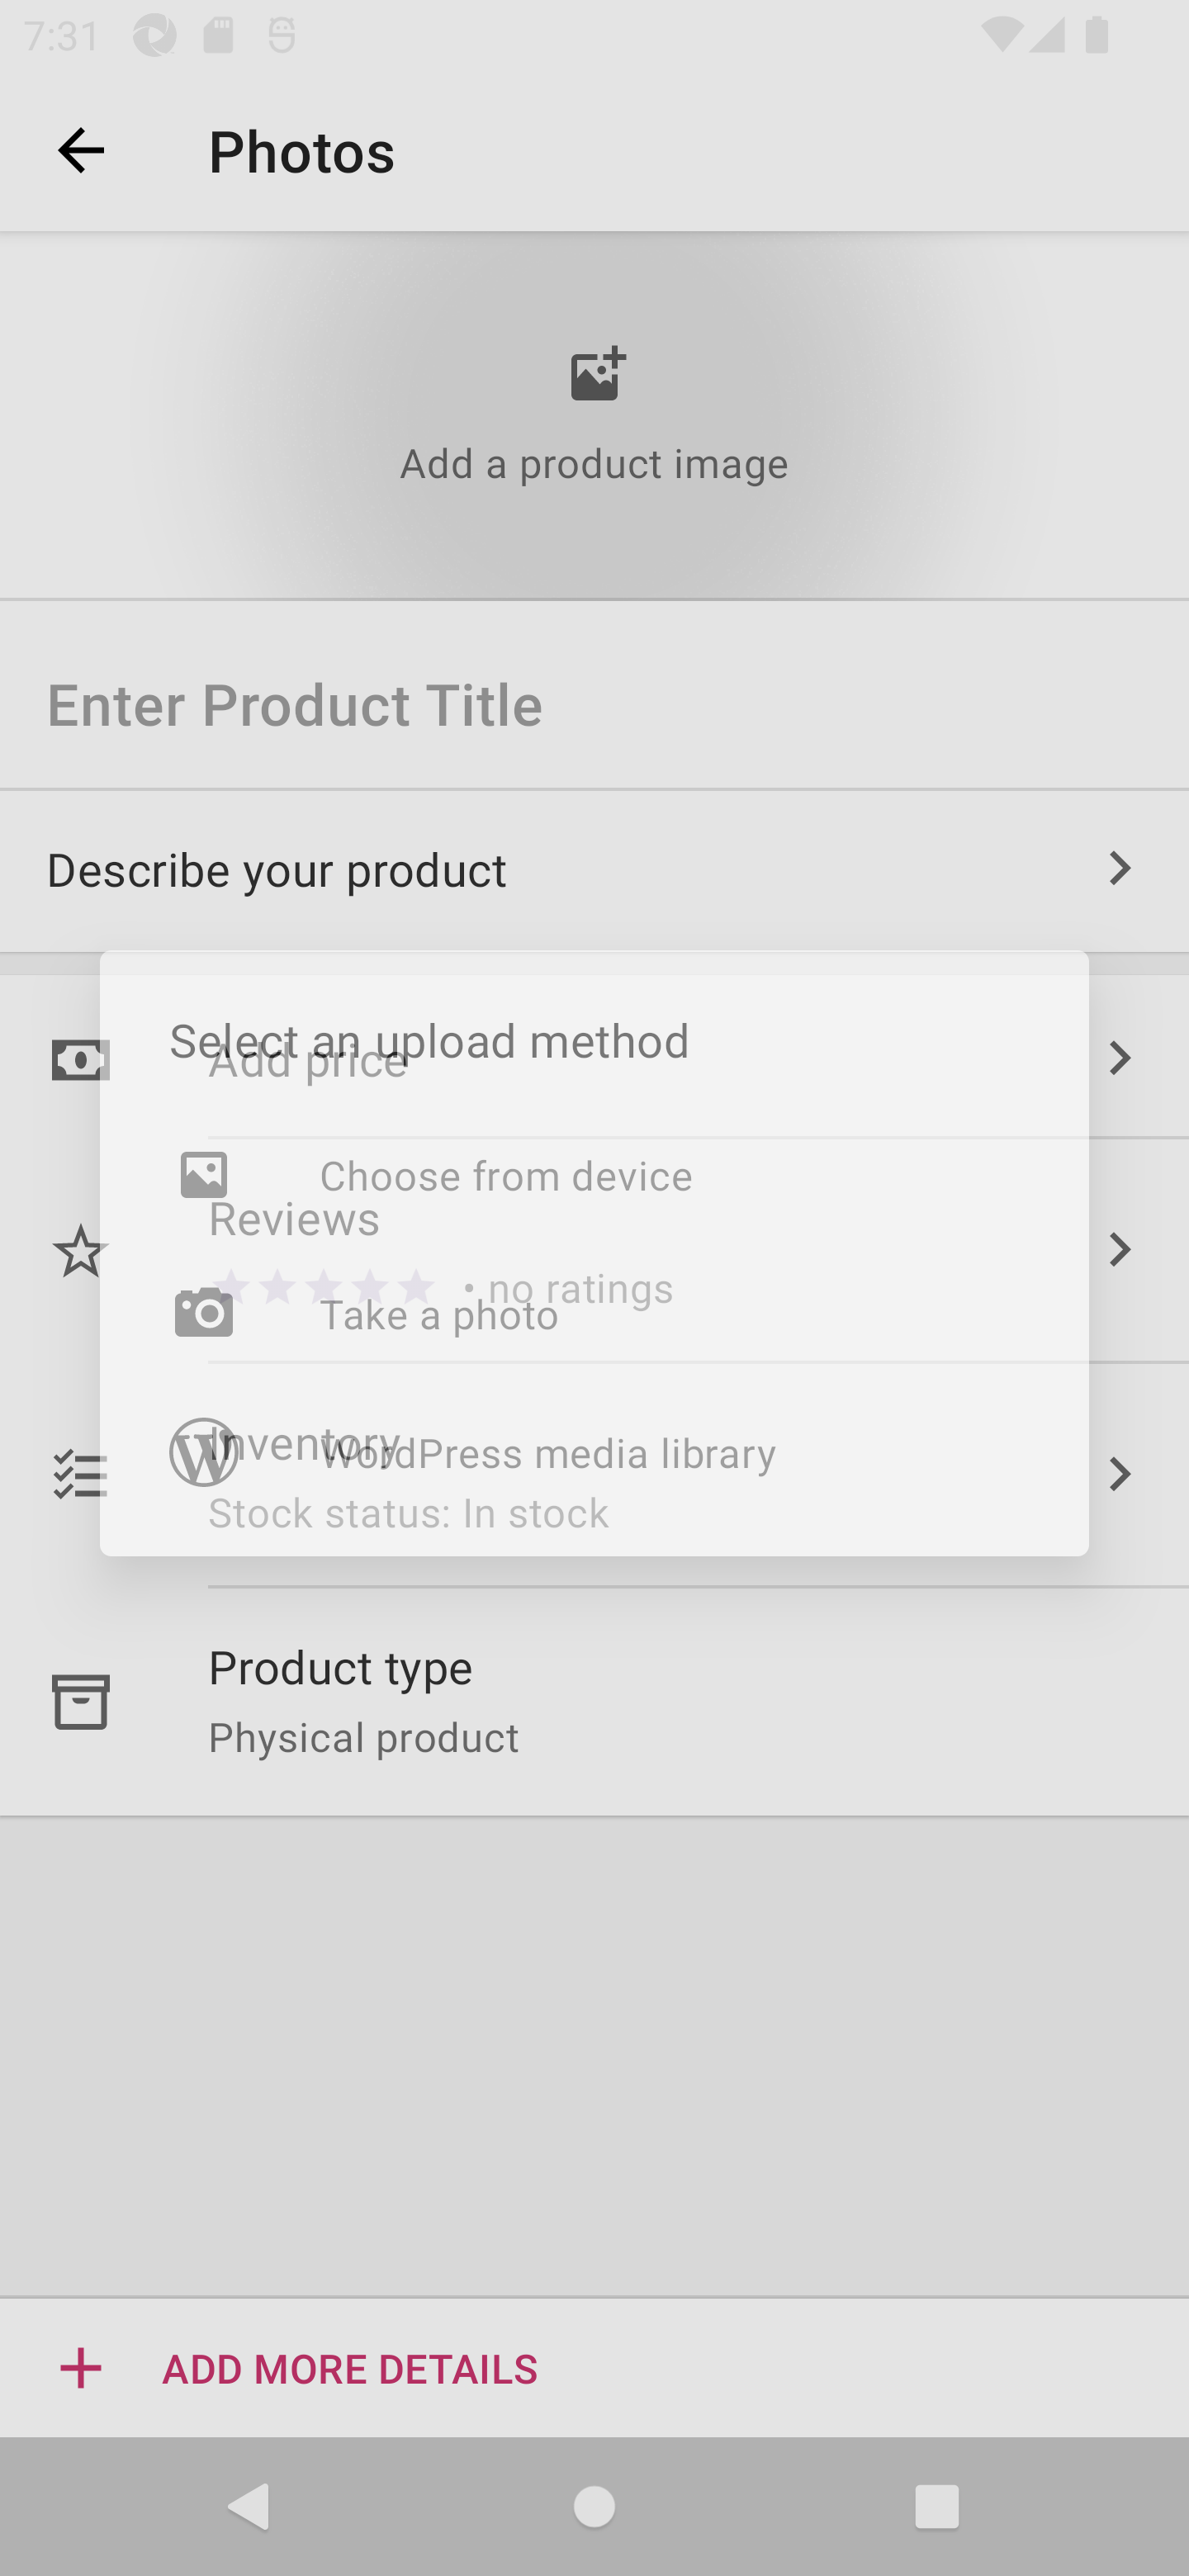 7:31
Photos
Add a product image
Enter Product Title
Describe your product
Select an upload method
Add price
Choose from device
Reviews
• no ratings
Take a photo
Inventory
WordPress media library
Stock status: In stock
Product type
Physical product
ADD MORE DETAILS